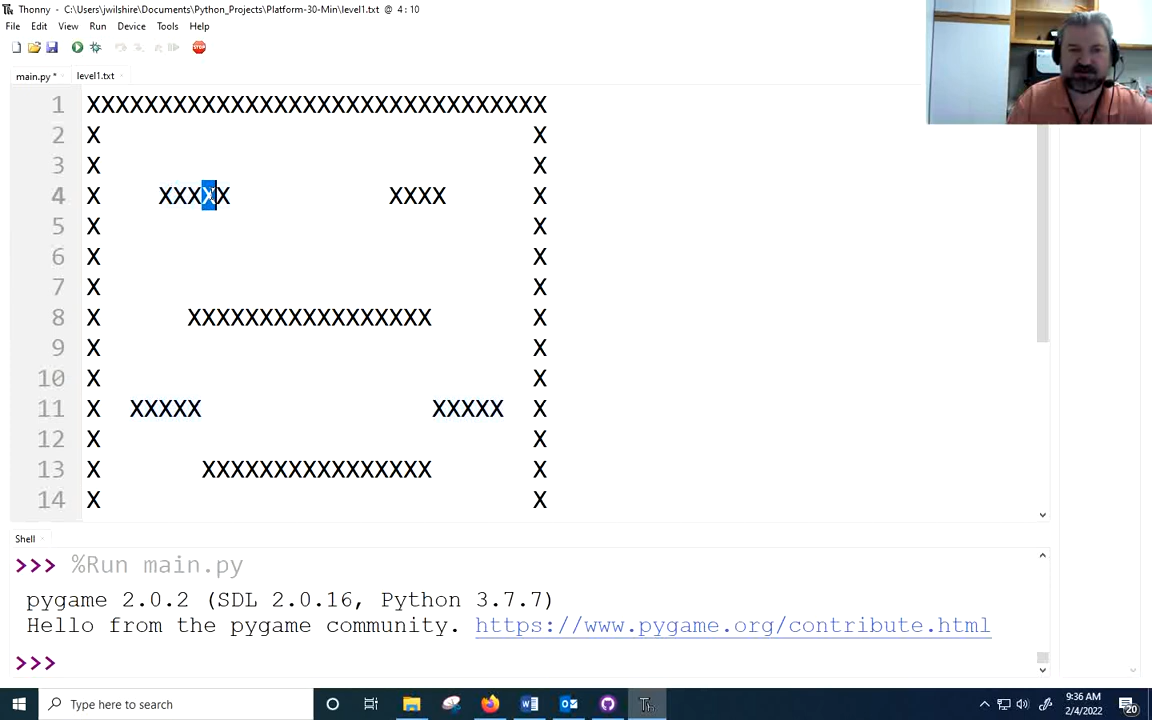 Thonny - C:\Users\jwilshire\Documents\Python_Projects\Platform-30-Min\level1.txt @ 4 : 10
File Edit View Run Device Tools Help
STOP
main.py * level1.txt
1 XXXXXXXXXXXXXXXXXXXXXXXXXXXXXXXX
2 X                              X
3 X                              X
4 X    XXXXX           XXXX      X
5 X                              X
6 X                              X
7 X                              X
8 X      XXXXXXXXXXXXXXXXX       X
9 X                              X
10 X                              X
11 X  XXXXX                XXXXX  X
12 X                              X
13 X       XXXXXXXXXXXXXXXX       X
14 X                              X
Shell
>>> %Run main.py
pygame 2.0.2 (SDL 2.0.16, Python 3.7.7)
Hello from the pygame community. https://www.pygame.org/contribute.html
>>>
Type here to search
9:36 AM
2/4/2022
20